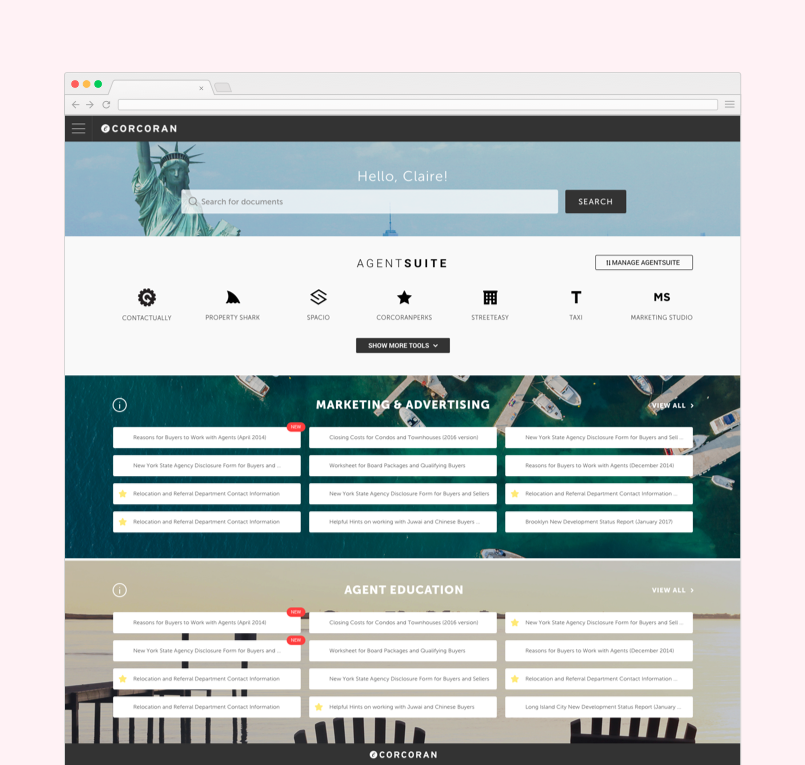 CORCORAN
Hello, Claire!
Search for documents
SEARCH
AGENTSUITE
MANAGE AGENTSUITE
CONTACTUALLY
PROPERTY SHARK
SPACIO
CORCORANPERKS
STREETEASY
T
TAXI
MS
MARKETING STUDIO
SHOW MORE TOOLS
MARKETING & ADVERTISING
VIEW ALL
NEW
Reasons for Buyers to Work with Agents (April 2014)
Closing Costs for Condos and Townhouses (2016 version)
New York State Agency Disclosure Form for Buyers and Sell ...
New York State Agency Disclosure Form for Buyers and ...
Worksheet for Board Packages and Qualifying Buyers
Reasons for Buyers to Work with Agents (December 2014)
Relocation and Referral Department Contact Information
New York State Agency Disclosure Form for Buyers and Sellers
Relocation and Referral Department Contact Information ...
Relocation and Referral Department Contact Information
Helpful Hints on working with Juwai and Chinese Buyers ...
Brooklyn New Development Status Report (January 2017)
AGENT EDUCATION
VIEW ALL
NEW
Reasons for Buyers to Work with Agents (April 2014)
Closing Costs for Condos and Townhouses (2016 version)
New York State Agency Disclosure Form for Buyers and Sell ...
NEW
New York State Agency Disclosure Form for Buyers and ...
Worksheet for Board Packages and Qualifying Buyers
Reasons for Buyers to Work with Agents (December 2014)
Relocation and Referral Department Contact Information
New York State Agency Disclosure Form for Buyers and Sellers
Relocation and Referral Department Contact Information ...
Relocation and Referral Department Contact Information
Helpful Hints on working with Juwai and Chinese Buyers
Long Island City New Development Status Report (January ...
CORCORAN